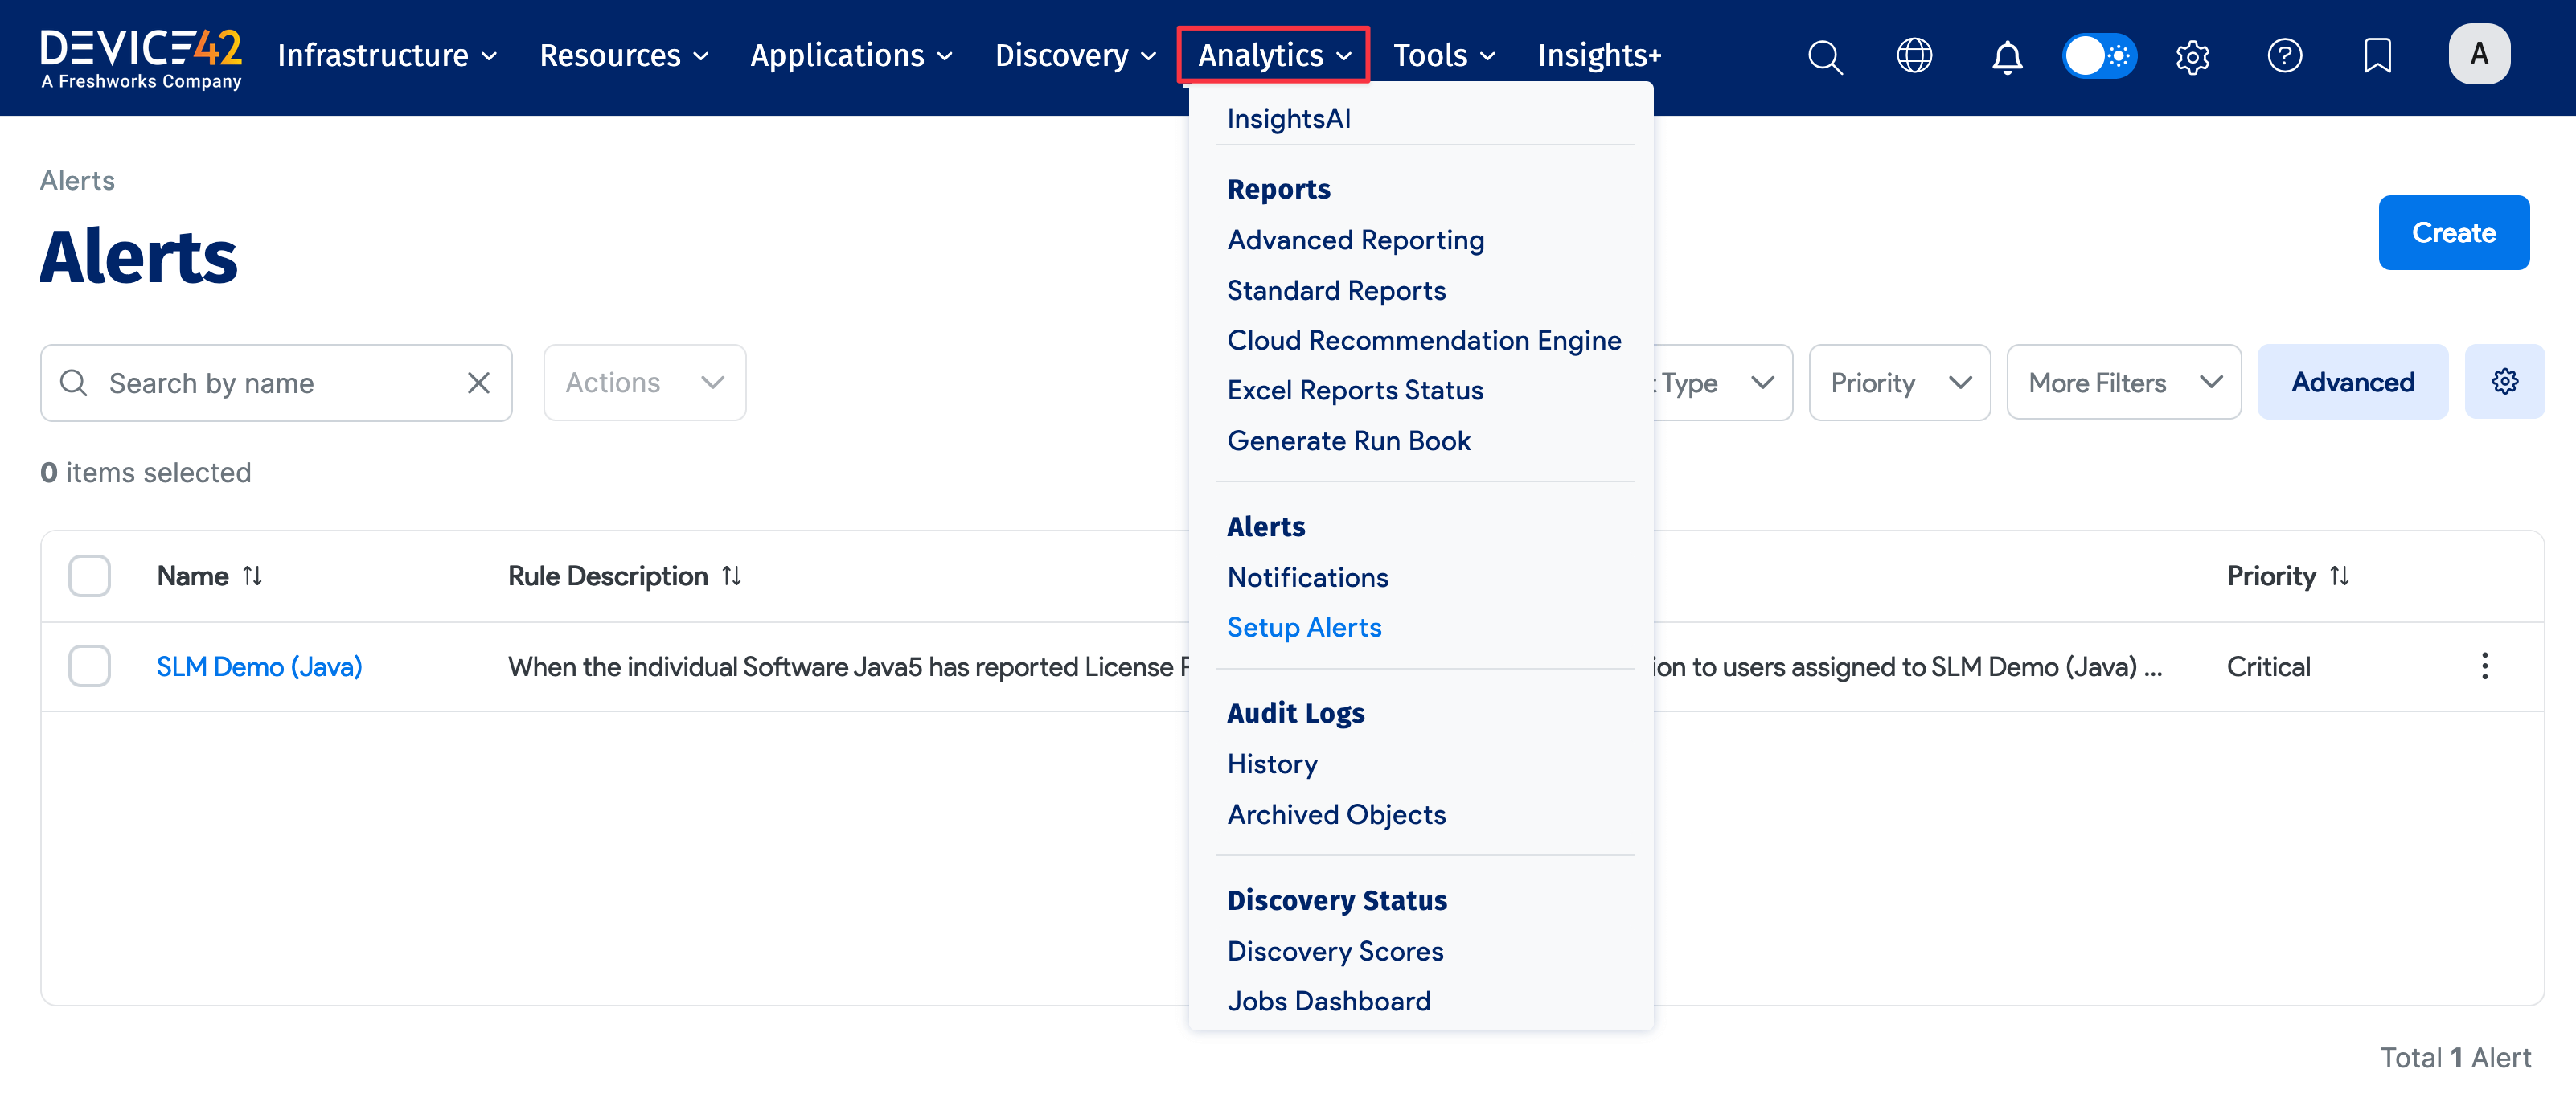 DEVICE42
A Freshworks Company
Infrastructure Resources Applications Discovery Analytics Tools Insights+ A
InsightsAI
Reports
Advanced Reporting
Standard Reports
Cloud Recommendation Engine
Excel Reports Status
Generate Run Book
Alerts
Notifications
Setup Alerts
Audit Logs
History
Archived Objects
Discovery Status
Discovery Scores
Jobs Dashboard
Alerts
Alerts
Create
Search by name Actions Type Priority More Filters Advanced
0 items selected
Name Rule Description Priority
SLM Demo (Java) When the individual Software Java5 has reported License to users assigned to SLM Demo (Java) ... Critical
Total 1 Alert